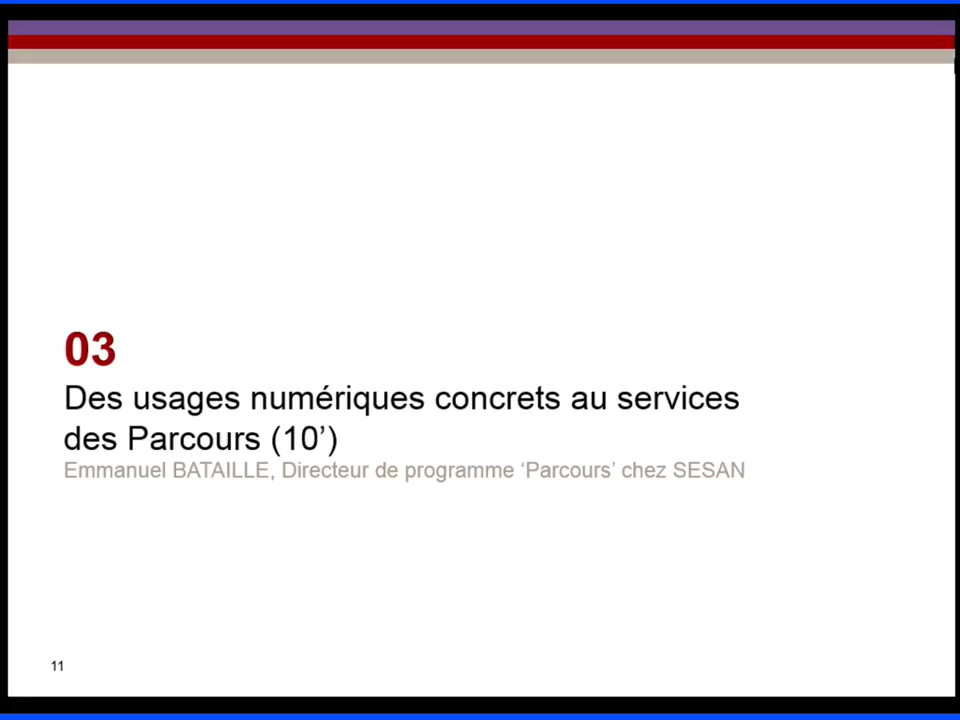 03
Des usages numériques concrets au services
des Parcours (10’)
Emmanuel BATAILLE, Directeur de programme ‘Parcours’ chez SESAN
11